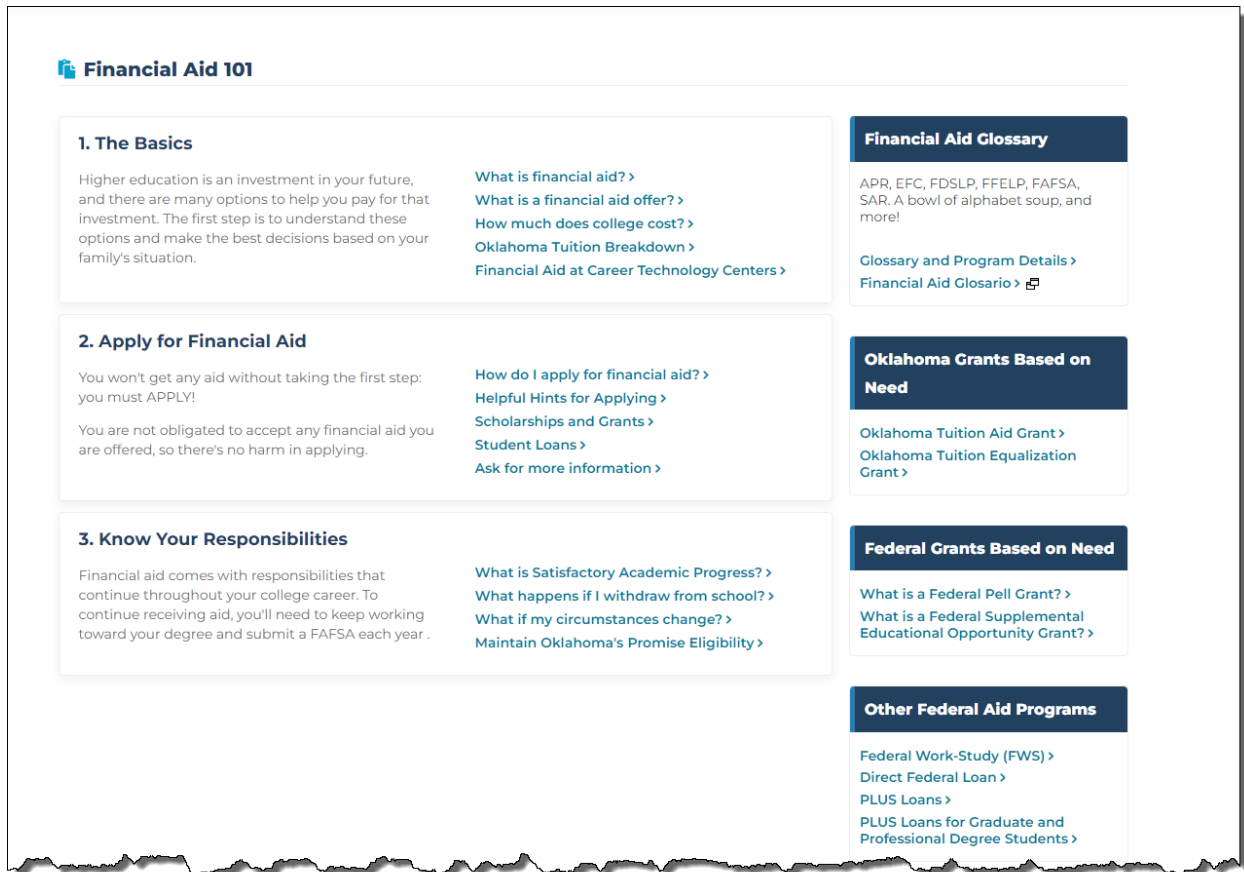 Financial Aid 101
1. The Basics
Higher education is an investment in your future,
and there are many options to help you pay for that
investment. The first step is to understand these
options and make the best decisions based on your
family's situation.
What is financial aid? >
What is a financial aid offer? >
How much does college cost? >
Oklahoma Tuition Breakdown >
Financial Aid at Career Technology Centers >
2. Apply for Financial Aid
You won't get any aid without taking the first step:
you must APPLY!
You are not obligated to accept any financial aid you
are offered, so there's no harm in applying.
How do I apply for financial aid? >
Helpful Hints for Applying >
Scholarships and Grants >
Student Loans >
Ask for more information >
3. Know Your Responsibilities
Financial aid comes with responsibilities that
continue throughout your college career. To
continue receiving aid, you'll need to keep working
toward your degree and submit a FAFSA each year .
What is Satisfactory Academic Progress? >
What happens if I withdraw from school? >
What if my circumstances change? >
Maintain Oklahoma's Promise Eligibility >
Financial Aid Glossary
APR, EFC, FDSLP, FFELP, FAFSA,
SAR. A bowl of alphabet soup, and
more!
Glossary and Program Details >
Financial Aid Glosario >
Oklahoma Grants Based on
Need
Oklahoma Tuition Aid Grant >
Oklahoma Tuition Equalization
Grant >
Federal Grants Based on Need
What is a Federal Pell Grant? >
What is a Federal Supplemental
Educational Opportunity Grant? >
Other Federal Aid Programs
Federal Work-Study (FWS) >
Direct Federal Loan >
PLUS Loans >
PLUS Loans for Graduate and
Professional Degree Students >